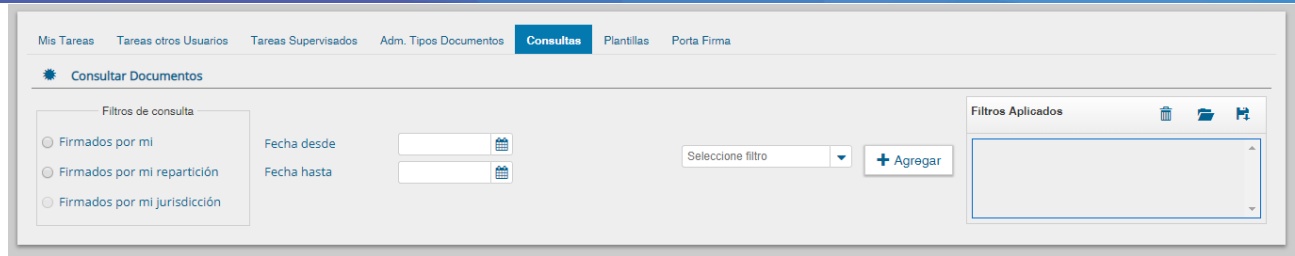 Mis Tareas Tareas otros Usuarios Tareas Supervisados Adm. Tipos Documentos Consultas Plantillas Porta Firma
Consultar Documentos
Filtros de consulta
Firmados por mi
Firmados por mi repartición
Firmados por mi jurisdicción
Fecha desde
Fecha hasta
Seleccione filtro
Agregar
Filtros Aplicados